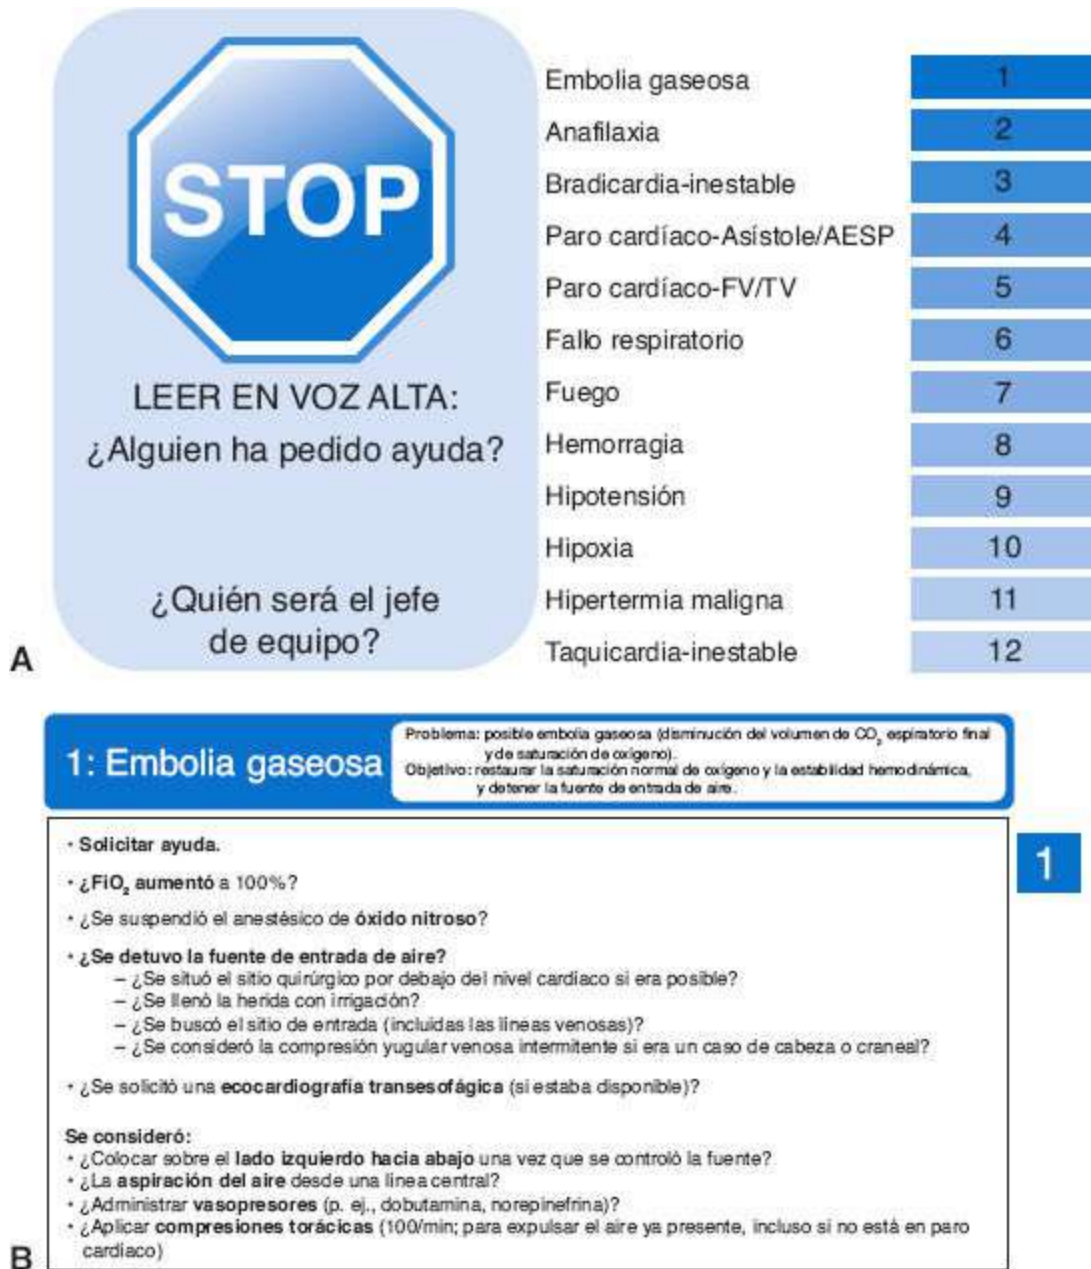 STOP
LEER EN VOZ ALTA:
¿Alguien ha pedido ayuda?
¿Quién será el jefe
de equipo?
A
Embolia gaseosa 1
Anafilaxia 2
Bradicardia-inestable 3
Paro cardíaco-Asístole/AESP 4
Paro cardíaco-FV/TV 5
Fallo respiratorio 6
Fuego 7
Hemorragia 8
Hipotensión 9
Hipoxia 10
Hipertermia maligna 11
Taquicardia-inestable 12
1: Embolia gaseosa
Problema: posible embolia gaseosa (disminución del volumen de CO₂ espiratorio final
y de saturación de oxígeno).
Objetivo: restaurar la saturación normal de oxígeno y la estabilidad hemodinámica,
y detener la fuente de entrada de aire.
1
• Solicitar ayuda.
• ¿FiO₂ aumentó a 100%?
• ¿Se suspendió el anestésico de óxido nitroso?
• ¿Se detuvo la fuente de entrada de aire?
– ¿Se situó el sitio quirúrgico por debajo del nivel cardíaco si era posible?
– ¿Se llenó la herida con irrigación?
– ¿Se buscó el sitio de entrada (incluidas las líneas venosas)?
– ¿Se consideró la compresión yugular venosa intermitente si era un caso de cabeza o craneal?
• ¿Se solicitó una ecocardiografía transesofágica (si estaba disponible)?
Se consideró:
• ¿Colocar sobre el lado izquierdo hacia abajo una vez que se controló la fuente?
• ¿La aspiración del aire desde una línea central?
• ¿Administrar vasopresores (p. ej., dobutamina, norepinefrina)?
• ¿Aplicar compresiones torácicas (100/min; para expulsar el aire ya presente, incluso si no está en paro
cardíaco)
B